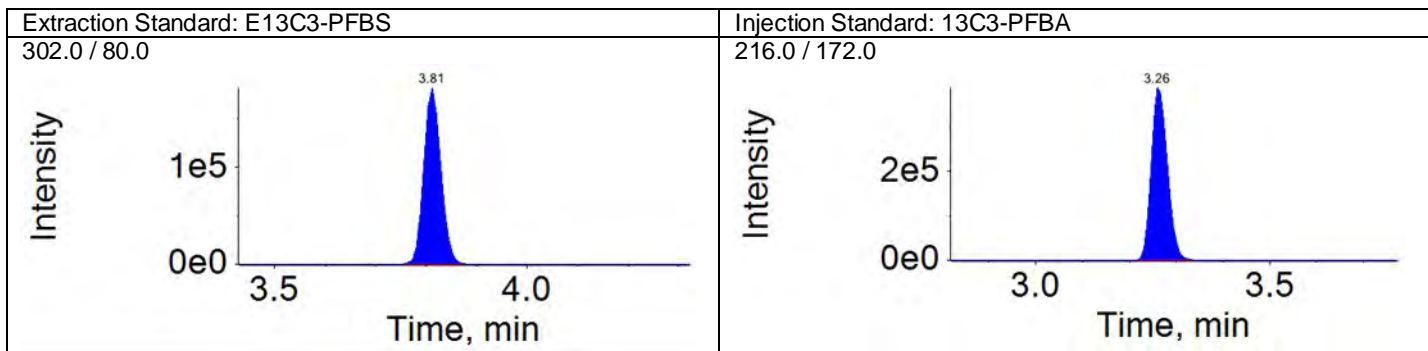 Extraction Standard: E13C3-PFBS
302.0 / 80.0
3.81
Intensity
1e5
0e0
3.5
4.0
Time, min
Injection Standard: 13C3-PFBA
216.0 / 172.0
3.26
Intensity
2e5
0e0
3.0
3.5
Time, min